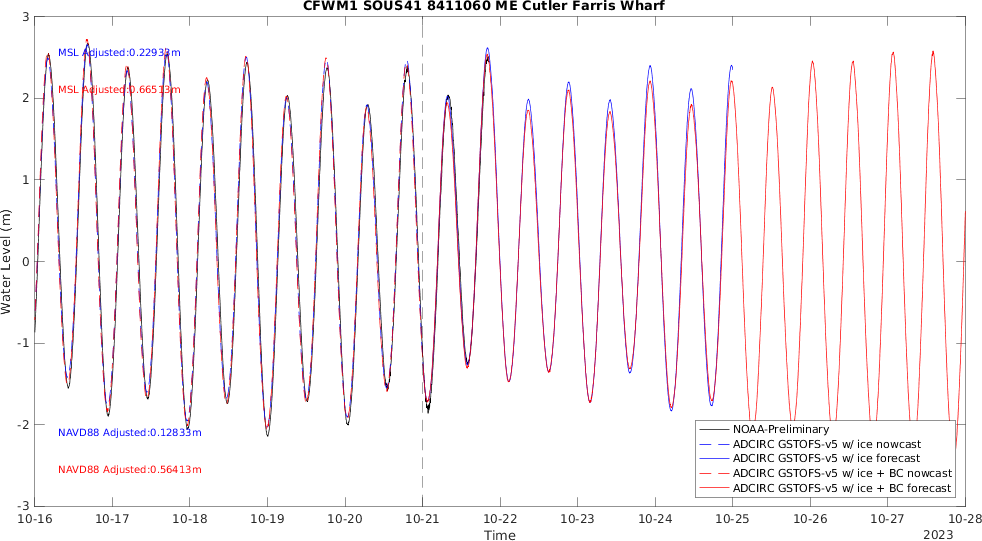 CFWM1 SOUS41 8411060 ME Cutler Farris Wharf
3
MSL Adjusted:0.22933m
MSL Adjusted:0.66513m
2
1
Water Level (m)
0
-1
-2
NAVD88 Adjusted:0.12833m
NAVD88 Adjusted:0.56413m
NOAA-Preliminary
ADCIRC GSTOFS-v5 w/ ice nowcast
ADCIRC GSTOFS-v5 w/ ice forecast
ADCIRC GSTOFS-v5 w/ ice + BC nowcast
ADCIRC GSTOFS-v5 w/ ice + BC forecast
-3
10-16 10-17 10-18 10-19 10-20 10-21 10-22 10-23 10-24 10-25 10-26 10-27 10-28
Time
2023